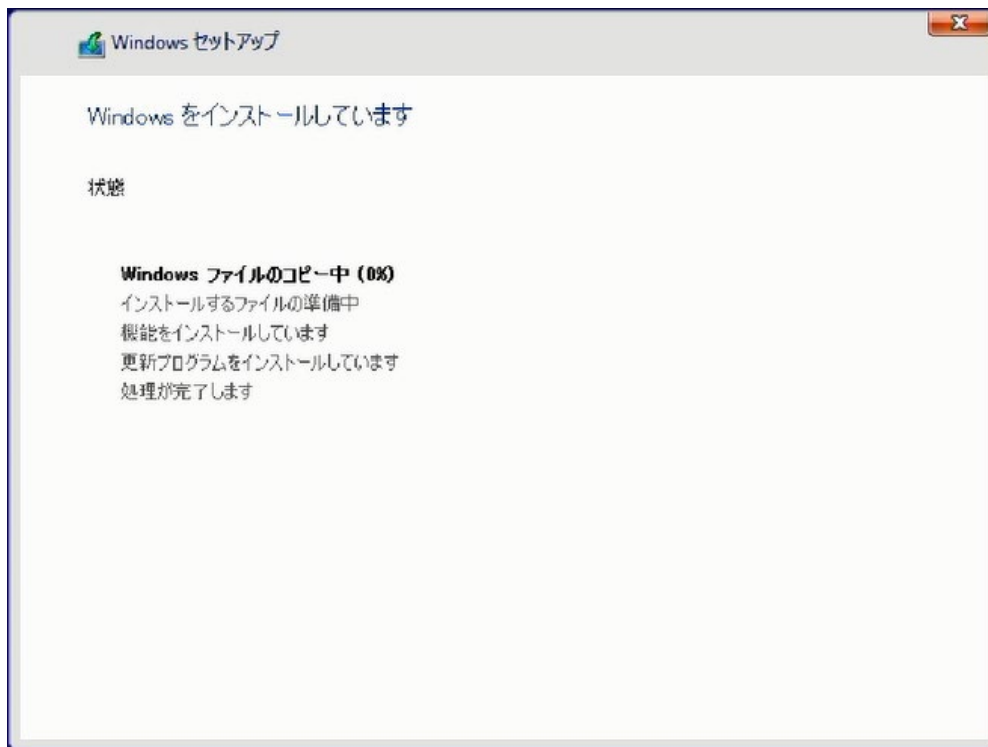 Windows セットアップ
Windows をインストールしています
状態
Windows ファイルのコピー中 (0%)
インストールするファイルの準備中
機能をインストールしています
更新プログラムをインストールしています
処理が完了します